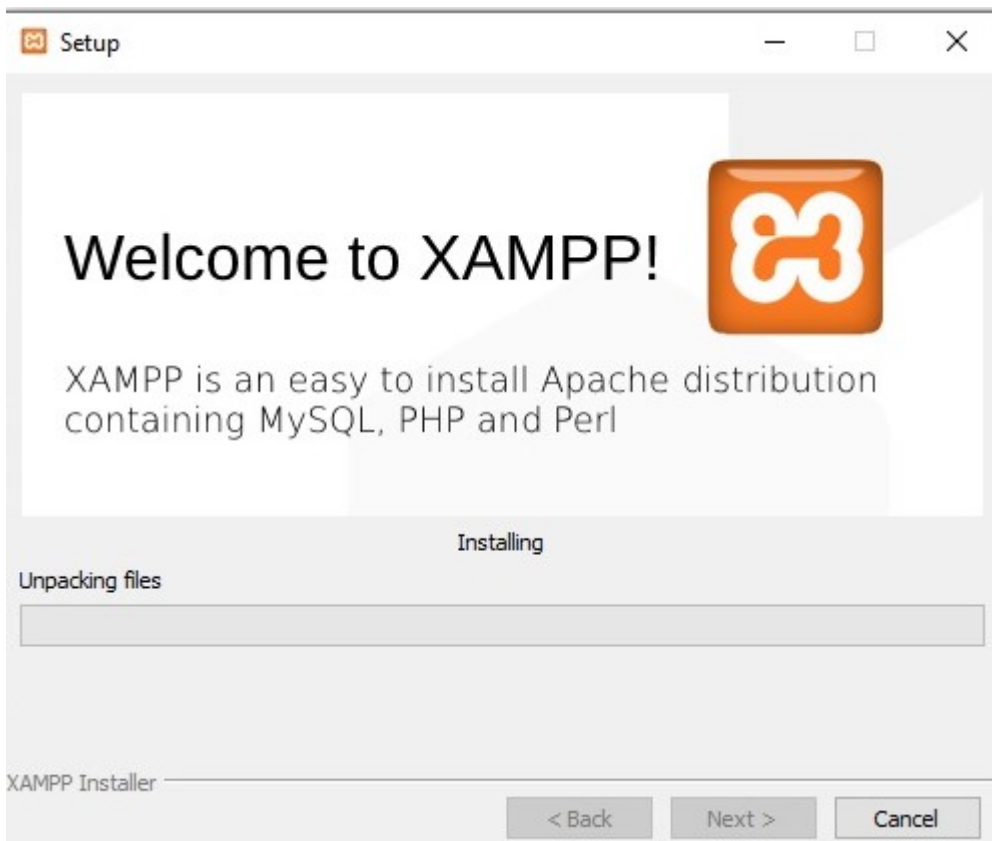 Setup
Welcome to XAMPP!
XAMPP is an easy to install Apache distribution
containing MySQL, PHP and Perl
Installing
Unpacking files
XAMPP Installer
< Back
Next >
Cancel